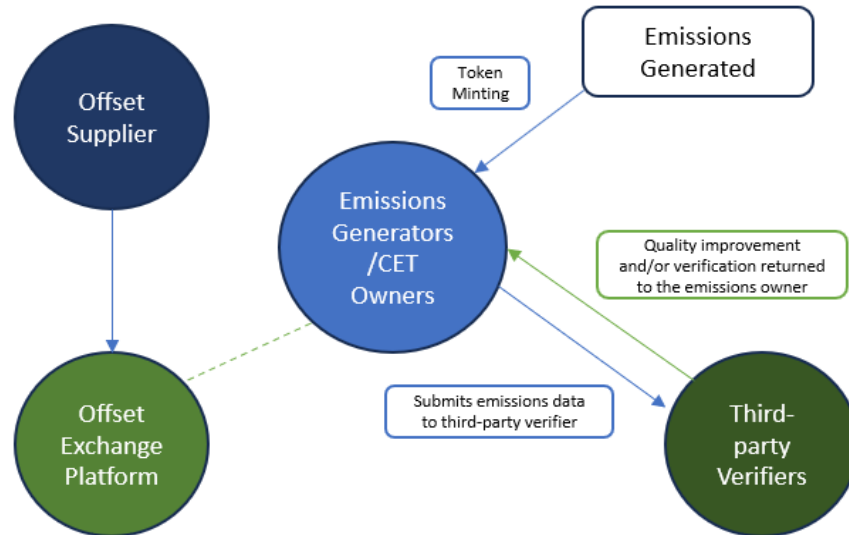 Offset
Supplier
Token
Minting
Emissions
Generated
Emissions
Generators
/CET
Owners
Quality improvement
and/or verification returned
to the emissions owner
Submits emissions data
to third-party verifier
Offset
Exchange
Platform
Third-
party
Verifiers